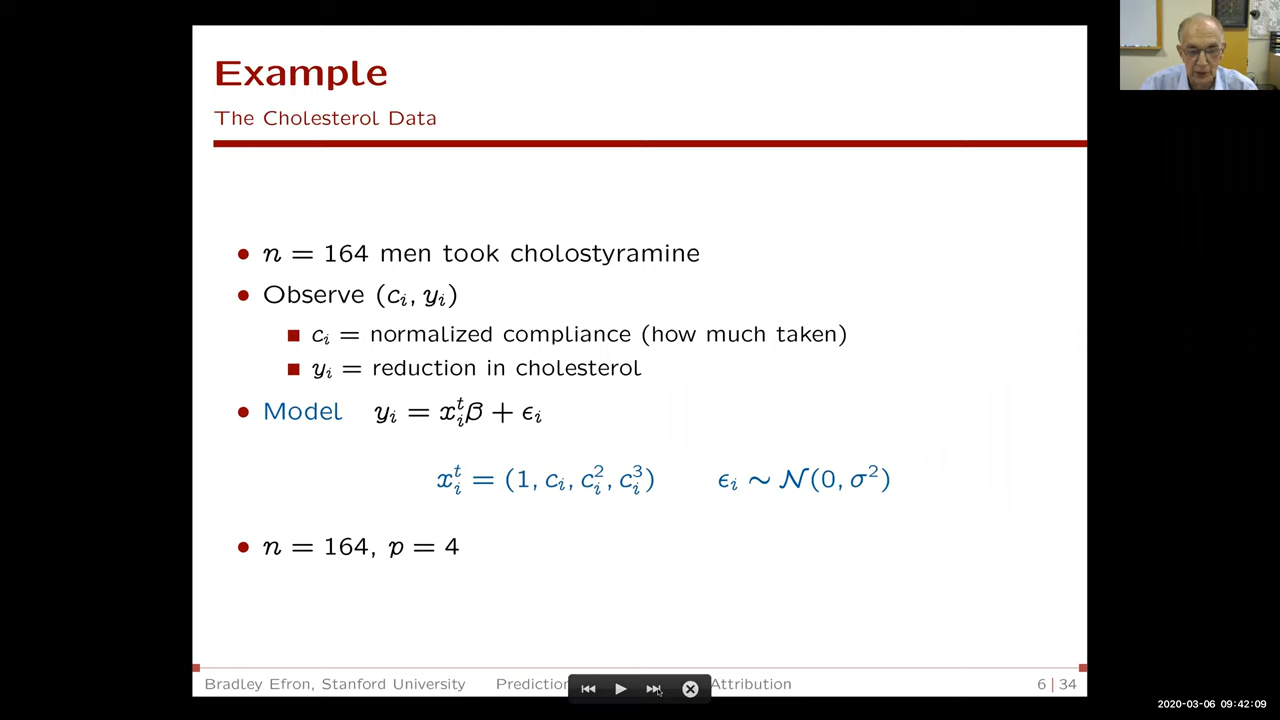 Example
The Cholesterol Data
• n = 164 men took cholostyramine
• Observe (cᵢ, yᵢ)
■ cᵢ = normalized compliance (how much taken)
■ yᵢ = reduction in cholesterol
• Model yᵢ = xᵢᵗβ + ϵᵢ
xᵢᵗ = (1, cᵢ, cᵢ², cᵢ³) ϵᵢ ∼ 𝒩(0, σ²)
• n = 164, p = 4
Bradley Efron, Stanford University Prediction Attribution 6 | 34
2020-03-06 09:42:09